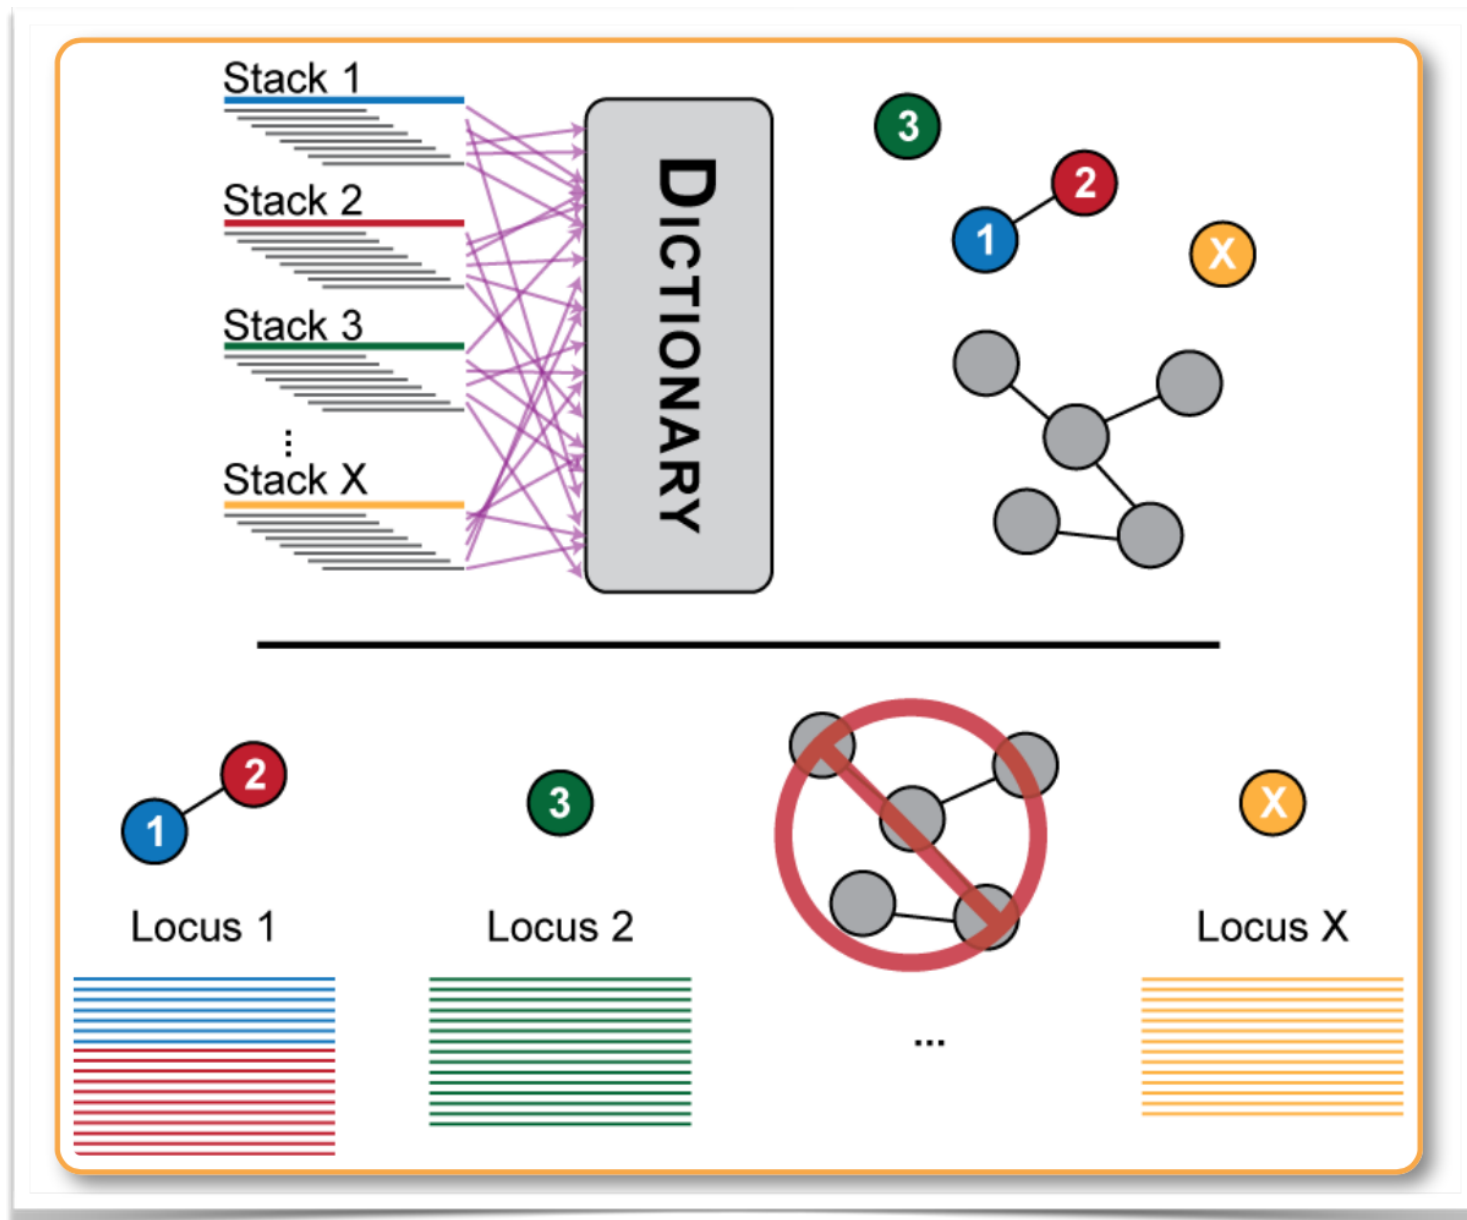 Stack 1
Stack 2
Stack 3
...
Stack X
DICTIONARY
3
2
1
X
2
1
3
X
Locus 1
Locus 2
Locus X
...